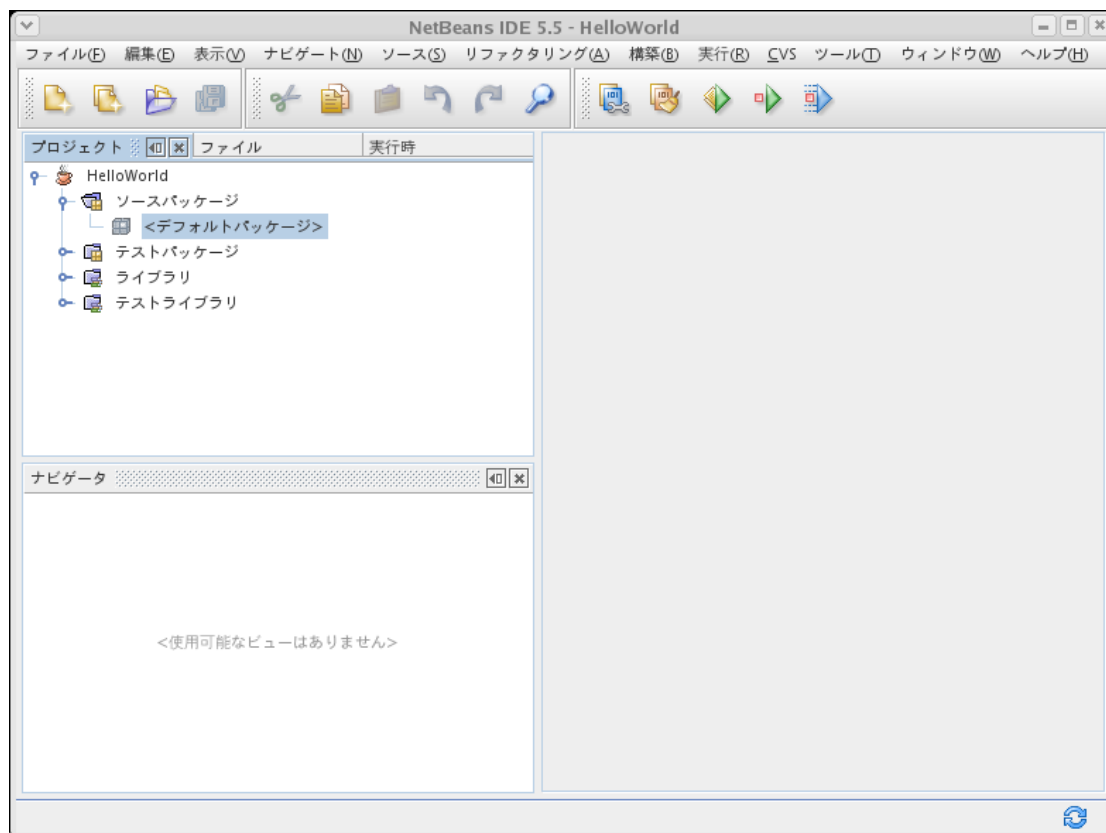 NetBeans IDE 5.5 - HelloWorld
ファイル(F) 編集(E) 表示(V) ナビゲート(N) ソース(S) リファクタリング(A) 構築(B) 実行(R) CVS ツール(T) ウィンドウ(W) ヘルプ(H)
プロジェクト ファイル 実行時
HelloWorld
ソースパッケージ
<デフォルトパッケージ>
テストパッケージ
ライブラリ
テストライブラリ
ナビゲータ
<使用可能なビューはありません>